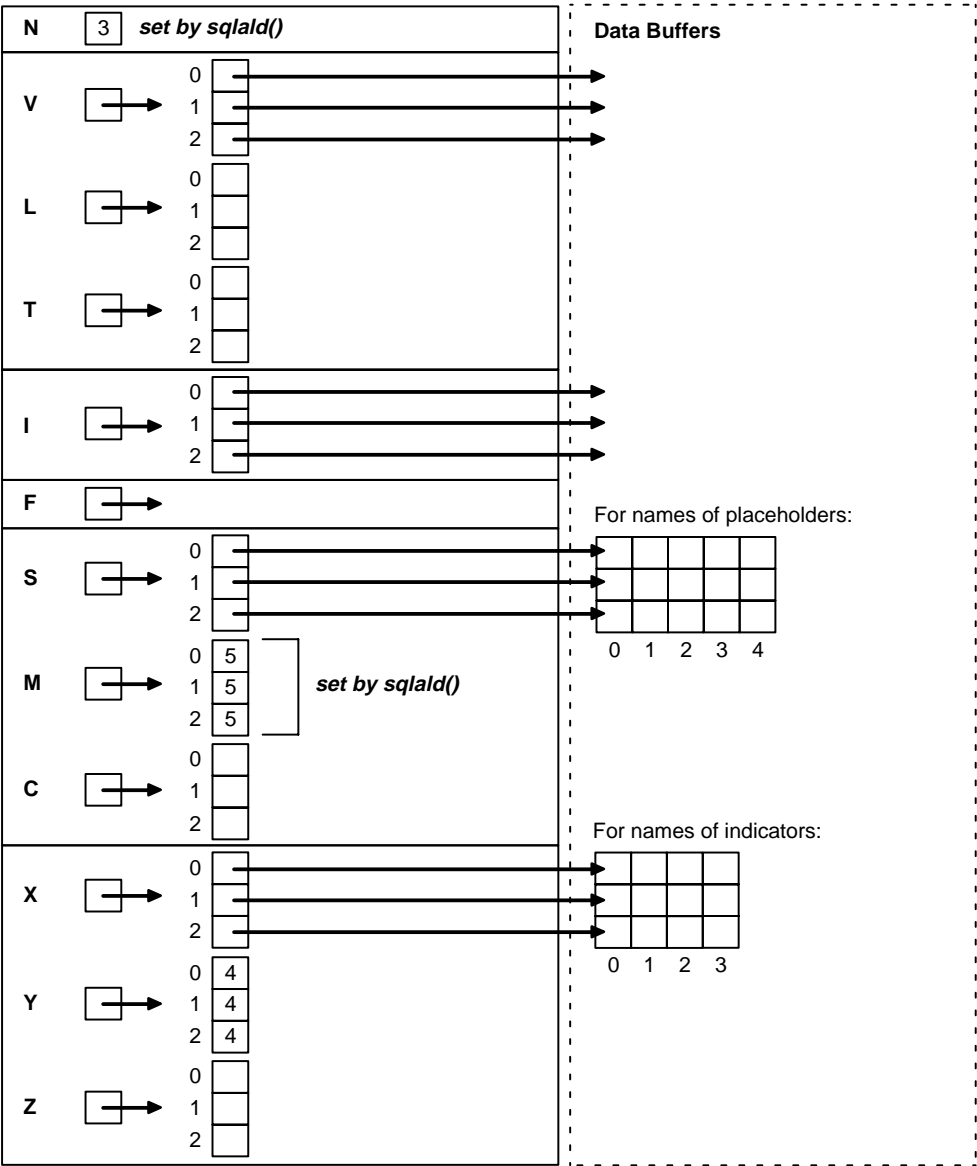 N 3 set by sqlald()
Data Buffers
0
V 1
2
0
L 1
2
0
T 1
2
0
I 1
2
F
For names of placeholders:
0
S 1
2
0 1 2 3 4
0 5
M 1 5 set by sqlald()
2 5
0
C 1
2
For names of indicators:
0
X 1
2
0 1 2 3
0 4
Y 1 4
2 4
0
Z 1
2